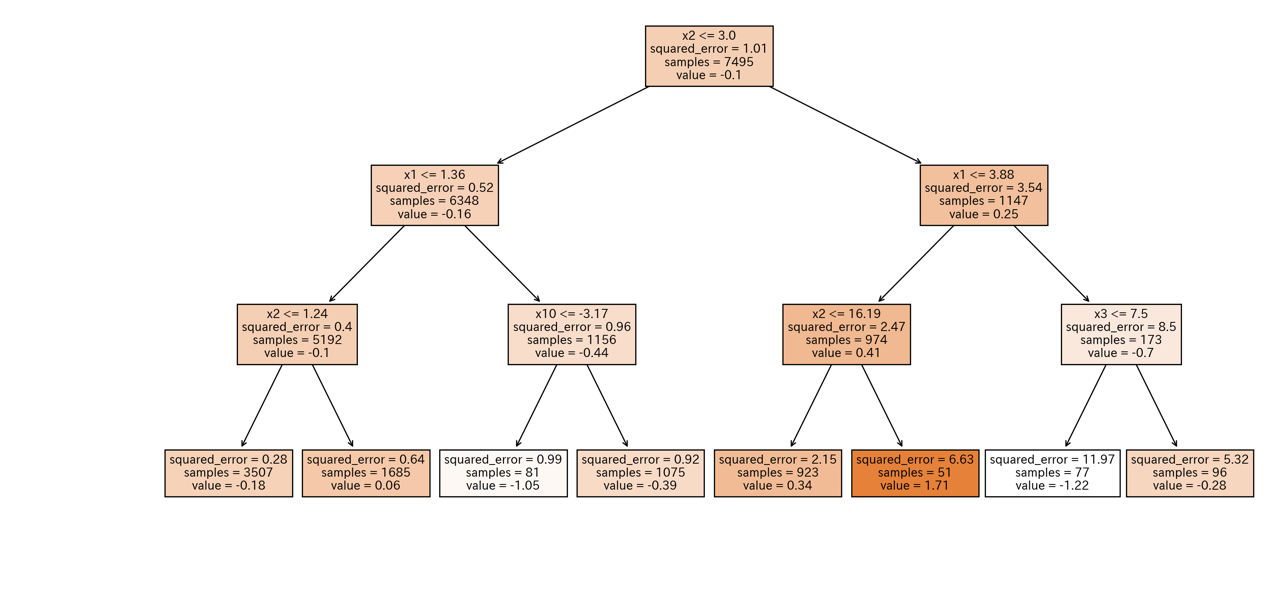 x2 <= 3.0
squared_error = 1.01
samples = 7495
value = -0.1
x1 <= 1.36
squared_error = 0.52
samples = 6348
value = -0.16
x1 <= 3.88
squared_error = 3.54
samples = 1147
value = 0.25
x2 <= 1.24
squared_error = 0.4
samples = 5192
value = -0.1
x10 <= -3.17
squared_error = 0.96
samples = 1156
value = -0.44
x2 <= 16.19
squared_error = 2.47
samples = 974
value = 0.41
x3 <= 7.5
squared_error = 8.5
samples = 173
value = -0.7
squared_error = 0.28
samples = 3507
value = -0.18
squared_error = 0.64
samples = 1685
value = 0.06
squared_error = 0.99
samples = 81
value = -1.05
squared_error = 0.92
samples = 1075
value = -0.39
squared_error = 2.15
samples = 923
value = 0.34
squared_error = 6.63
samples = 51
value = 1.71
squared_error = 11.97
samples = 77
value = -1.22
squared_error = 5.32
samples = 96
value = -0.28